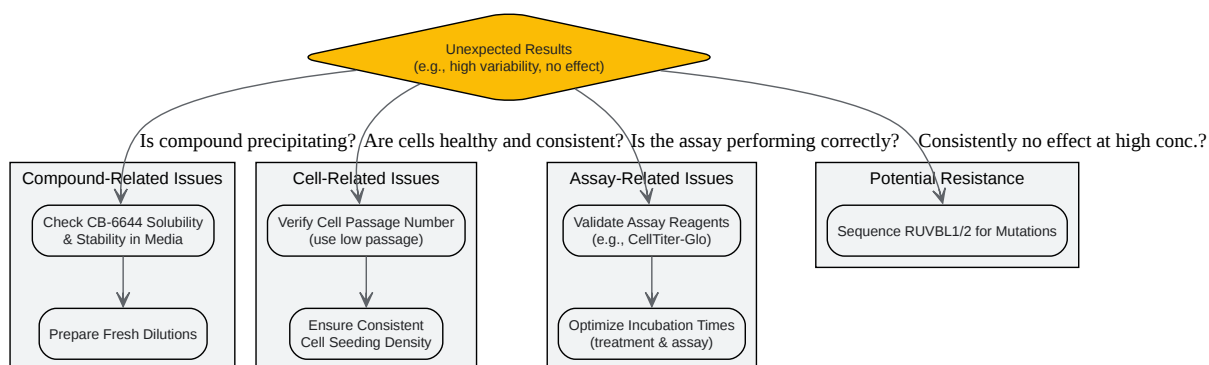 Unexpected Results
(e.g., high variability, no effect)
Is compound precipitating?
Are cells healthy and consistent?
Is the assay performing correctly?
Consistently no effect at high conc.?
Compound-Related Issues
Check CB-6644 Solubility
& Stability in Media
Prepare Fresh Dilutions
Cell-Related Issues
Verify Cell Passage Number
(use low passage)
Ensure Consistent
Cell Seeding Density
Assay-Related Issues
Validate Assay Reagents
(e.g., CellTiter-Glo)
Optimize Incubation Times
(treatment & assay)
Potential Resistance
Sequence RUVBL1/2 for Mutations